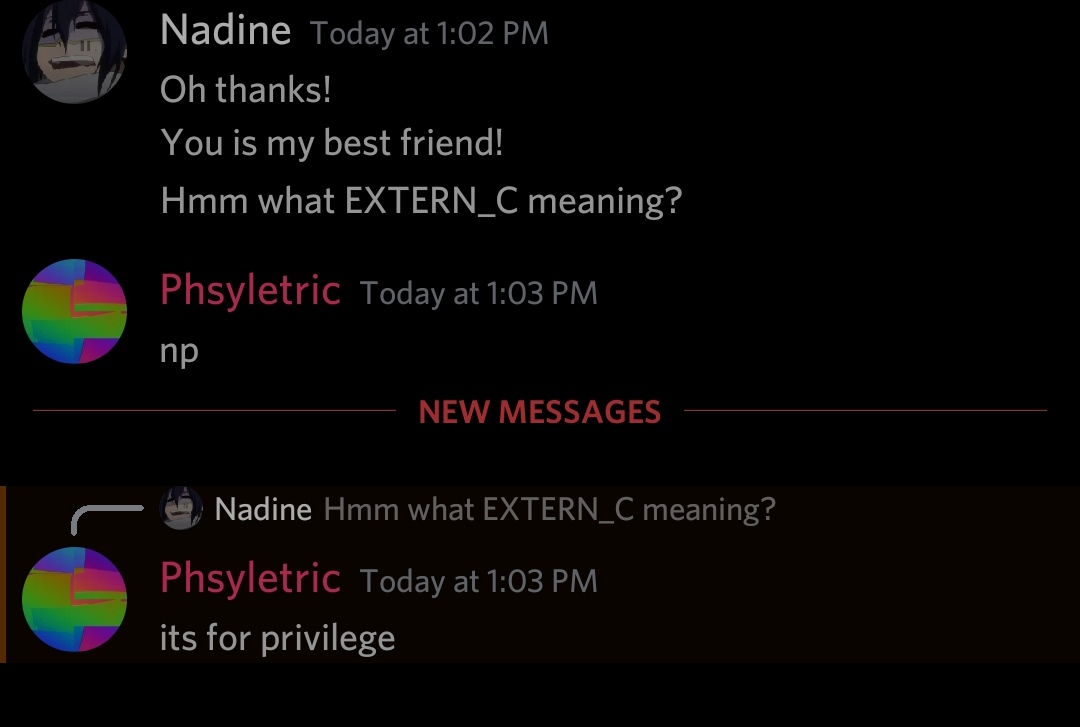 Nadine Today at 1:02 PM
Oh thanks!
You is my best friend!
Hmm what EXTERN_C meaning?
Phsyletric Today at 1:03 PM
np
NEW MESSAGES
Nadine Hmm what EXTERN_C meaning?
Phsyletric Today at 1:03 PM
its for privilege